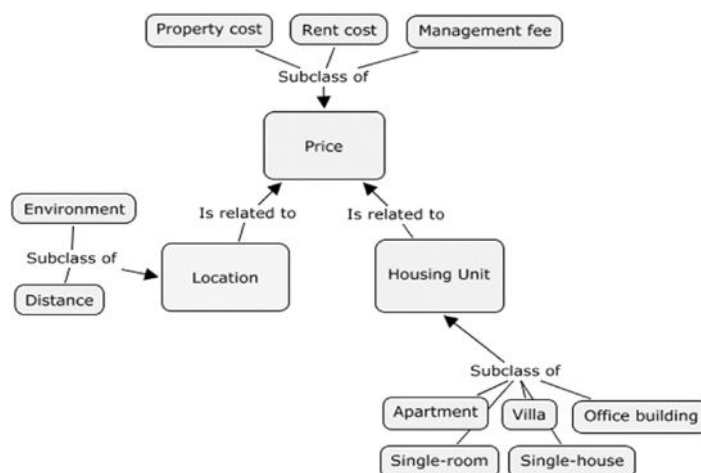 Property cost
Rent cost
Management fee
Subclass of
Price
Is related to
Is related to
Environment
Subclass of
Distance
Location
Housing Unit
Subclass of
Apartment
Villa
Office building
Single-room
Single-house